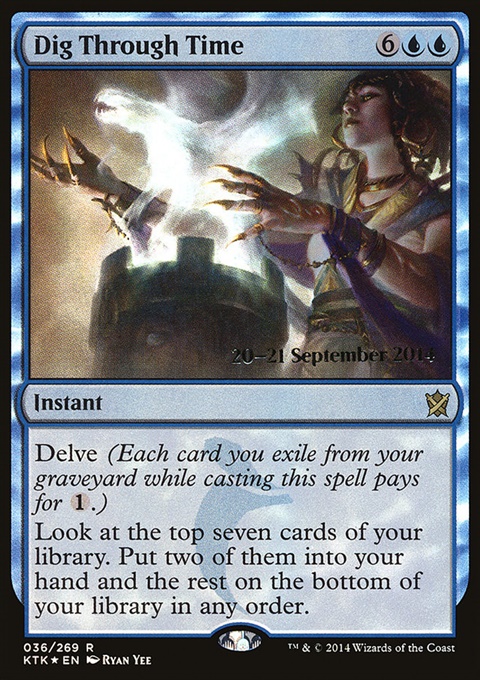 Dig Through Time 6
20–21 September 2014
Instant
Delve (Each card you exile from your
graveyard while casting this spell pays
for 1.)
Look at the top seven cards of your
library. Put two of them into your
hand and the rest on the bottom of
your library in any order.
036/269 R
KTK★EN Ryan Yee
™ & © 2014 Wizards of the Coast